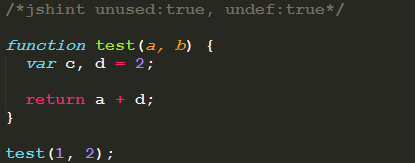 /*jshint unused:true, undef:true*/
function test(a, b) {
  var c, d = 2;
  return a + d;
}
test(1, 2);